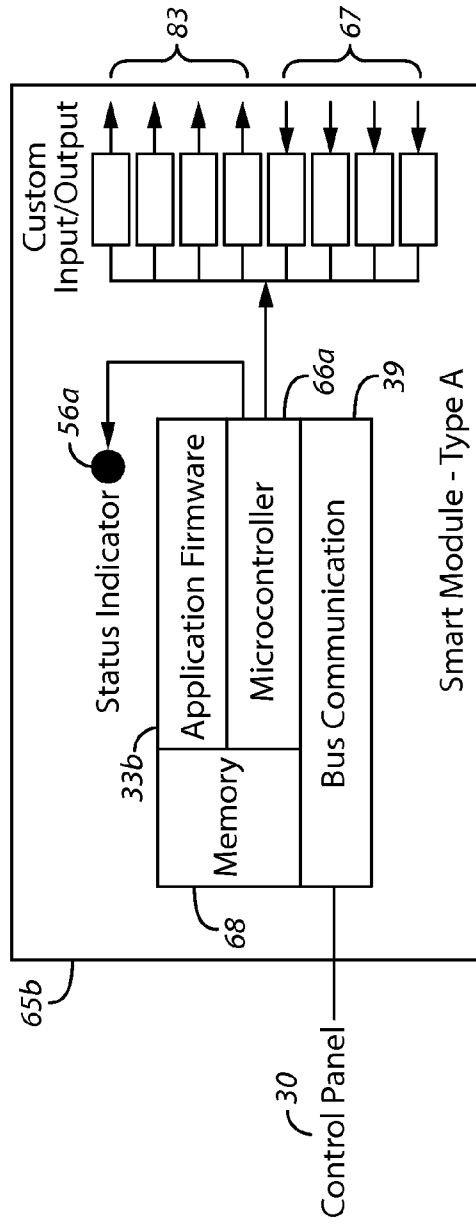 65b
Custom
Input/Output
83
67
Status Indicator
56a
33b
Memory
Application Firmware
Microcontroller
66a
68
Bus Communication
39
30
Control Panel
Smart Module - Type A